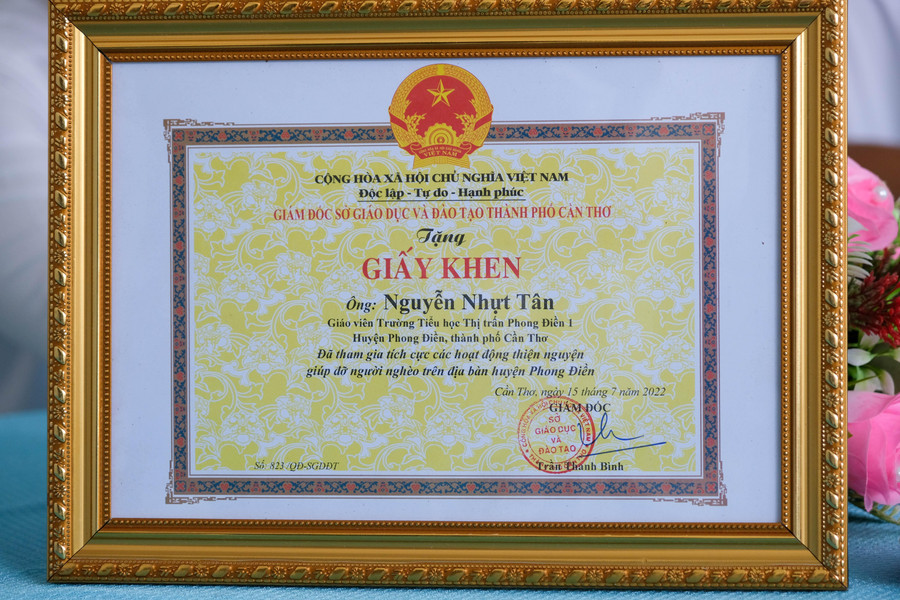 VIỆT NAM
CỘNG HÒA XÃ HỘI CHỦ NGHĨA VIỆT NAM
Độc lập - Tự do - Hạnh phúc
GIÁM ĐỐC SỞ GIÁO DỤC VÀ ĐÀO TẠO THÀNH PHỐ CẦN THƠ
Tặng
GIẤY KHEN
Ông: Nguyễn Nhựt Tân
Giáo viên Trường Tiểu học Thị trấn Phong Điền 1
Huyện Phong Điền, thành phố Cần Thơ
Đã tham gia tích cực các hoạt động thiện nguyện
giúp đỡ người nghèo trên địa bàn huyện Phong Điền
Cần Thơ, ngày 15 tháng 7 năm 2022
GIÁM ĐỐC
SỞ
GIÁO DỤC
VÀ
ĐÀO TẠO
Trần Thanh Bình
Số: 823 /QĐ-SGDĐT